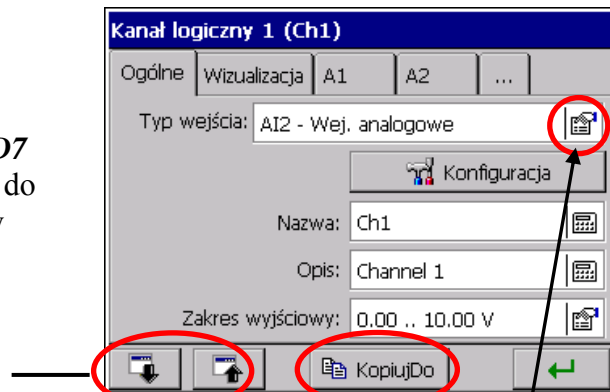 Kanał logiczny 1 (Ch1)
Ogólne Wizualizacja A1 A2 ...
Typ wejścia: AI2 - Wej. analogowe
Konfiguracja
Nazwa: Ch1
Opis: Channel 1
Zakres wyjściowy: 0.00 .. 10.00 V
KopiujDo
do